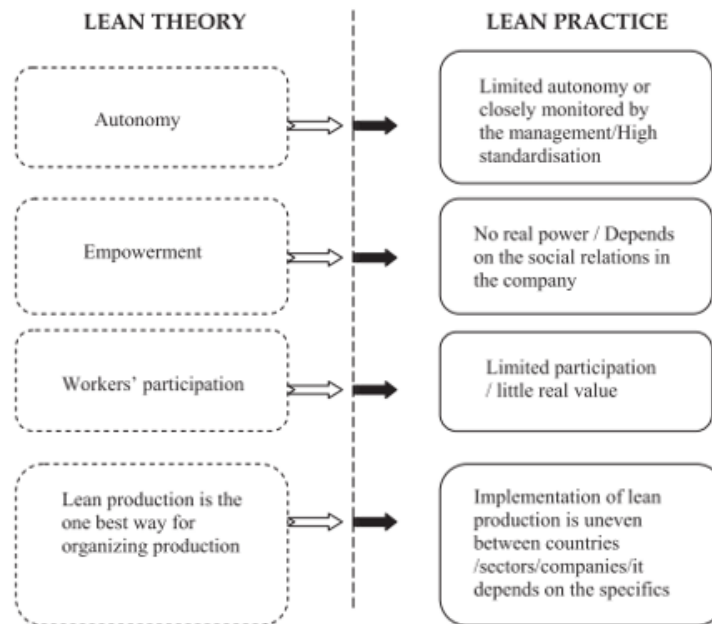 LEAN THEORY
LEAN PRACTICE
Autonomy
Limited autonomy or
closely monitored by
the management/High
standardisation
Empowerment
No real power / Depends
on the social relations in
the company
Workers’ participation
Limited participation
/ little real value
Lean production is the
one best way for
organizing production
Implementation of lean
production is uneven
between countries
/sectors/companies/it
depends on the specifics